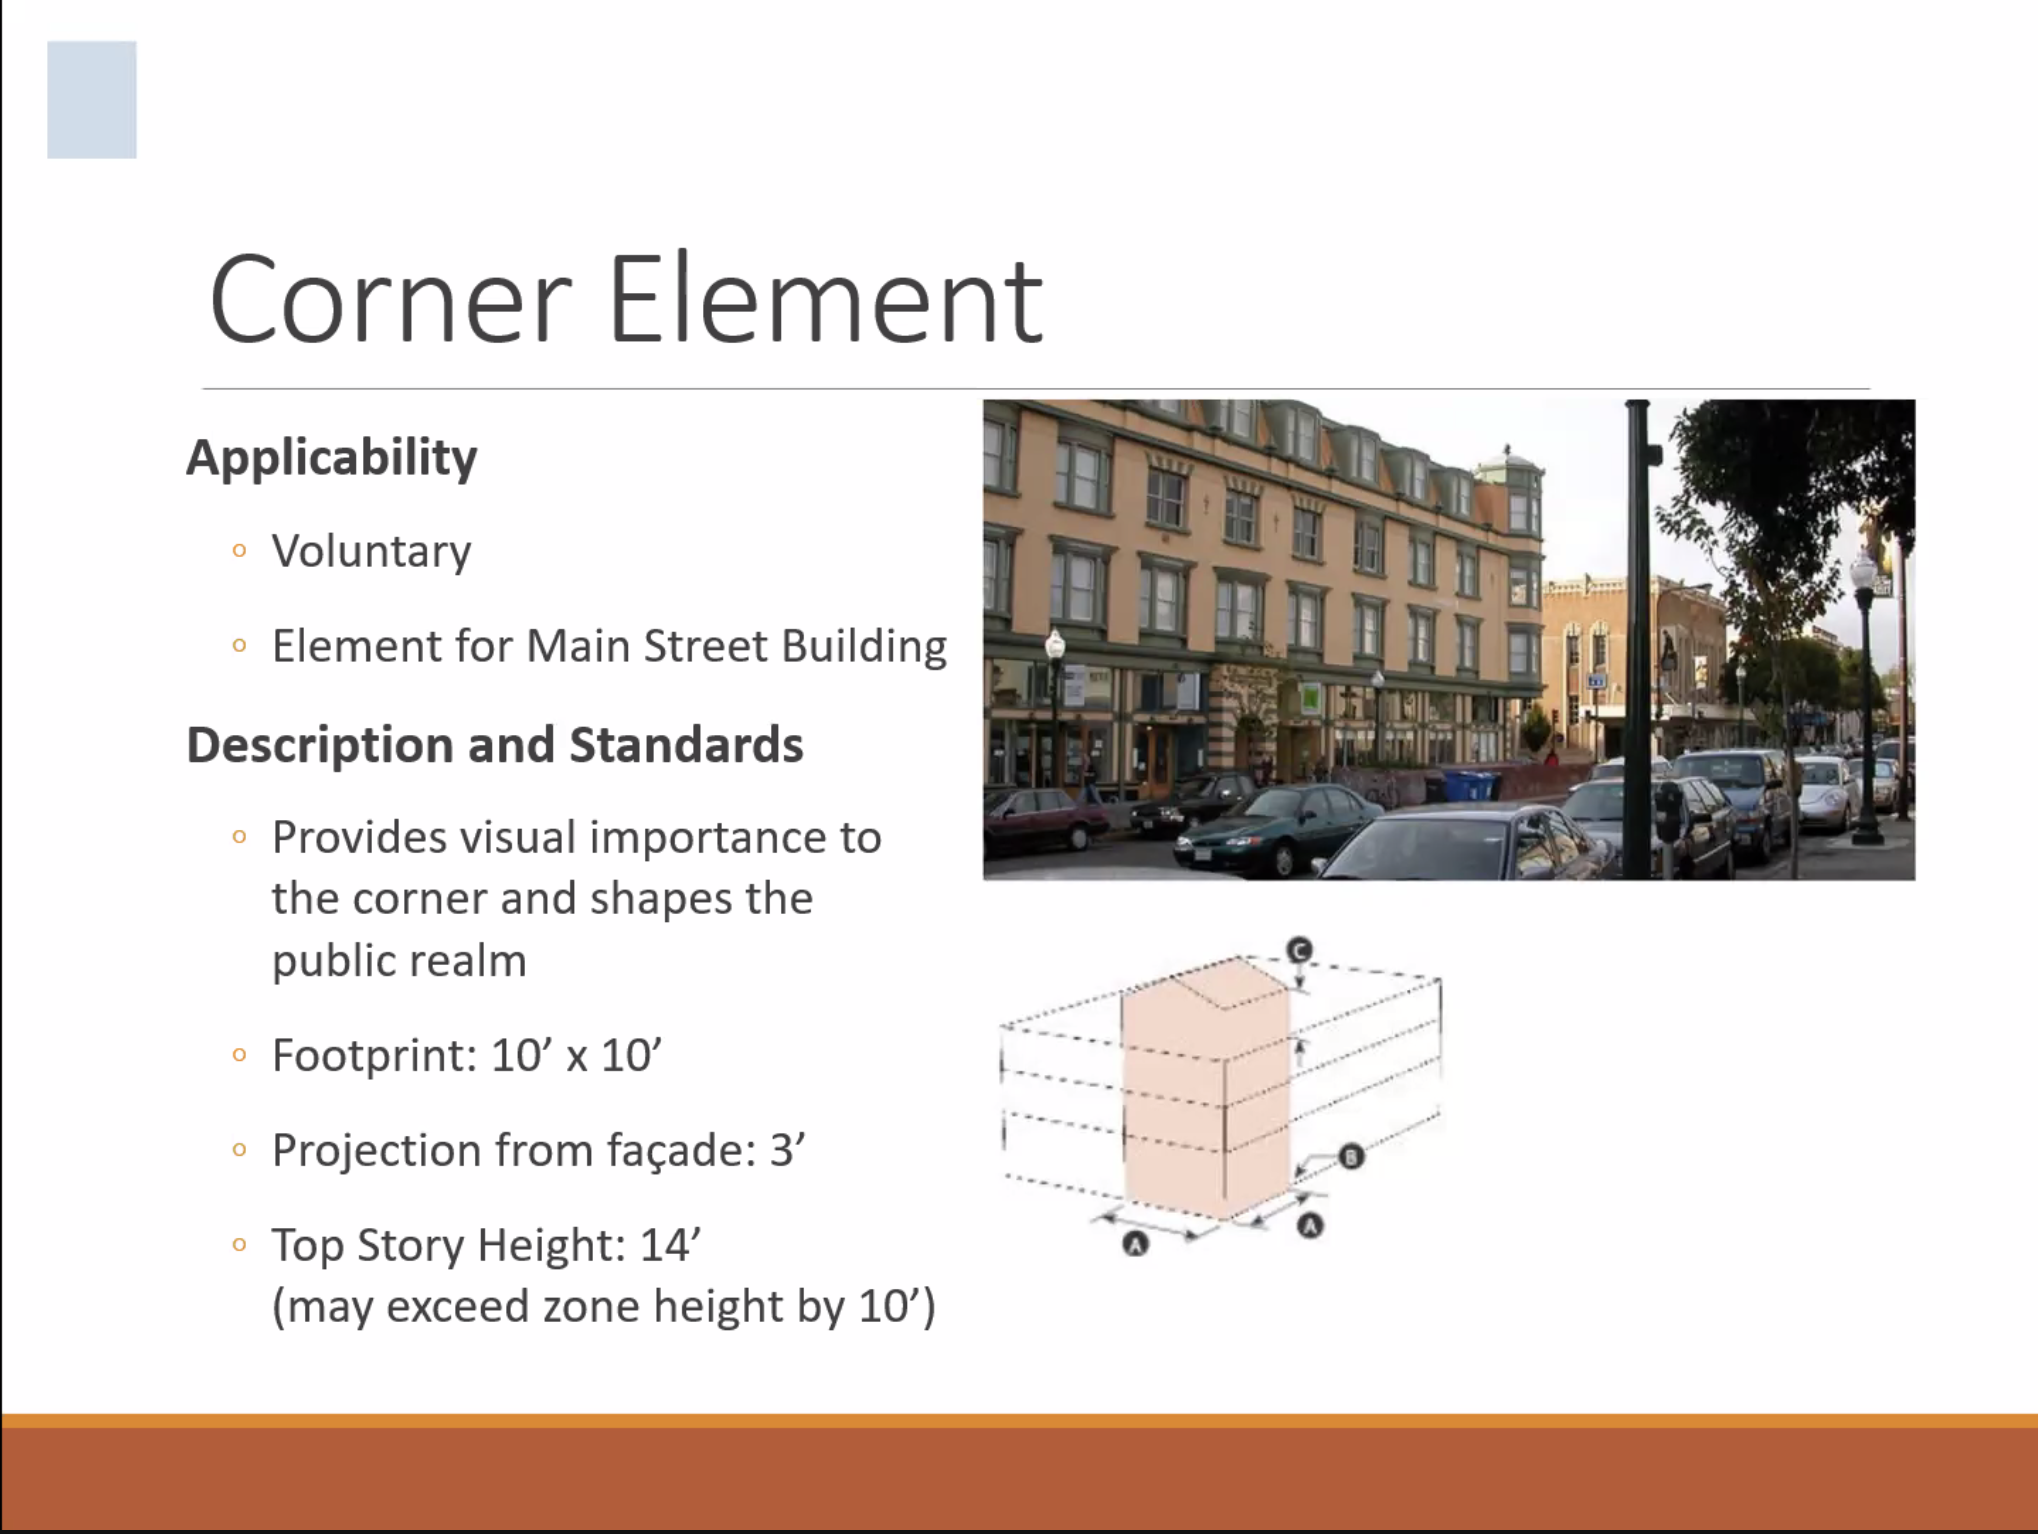 Corner Element
Applicability
Voluntary
Element for Main Street Building
Description and Standards
Provides visual importance to
the corner and shapes the
public realm
Footprint: 10’ x 10’
Projection from façade: 3’
Top Story Height: 14’
(may exceed zone height by 10’)
C
B
A
A